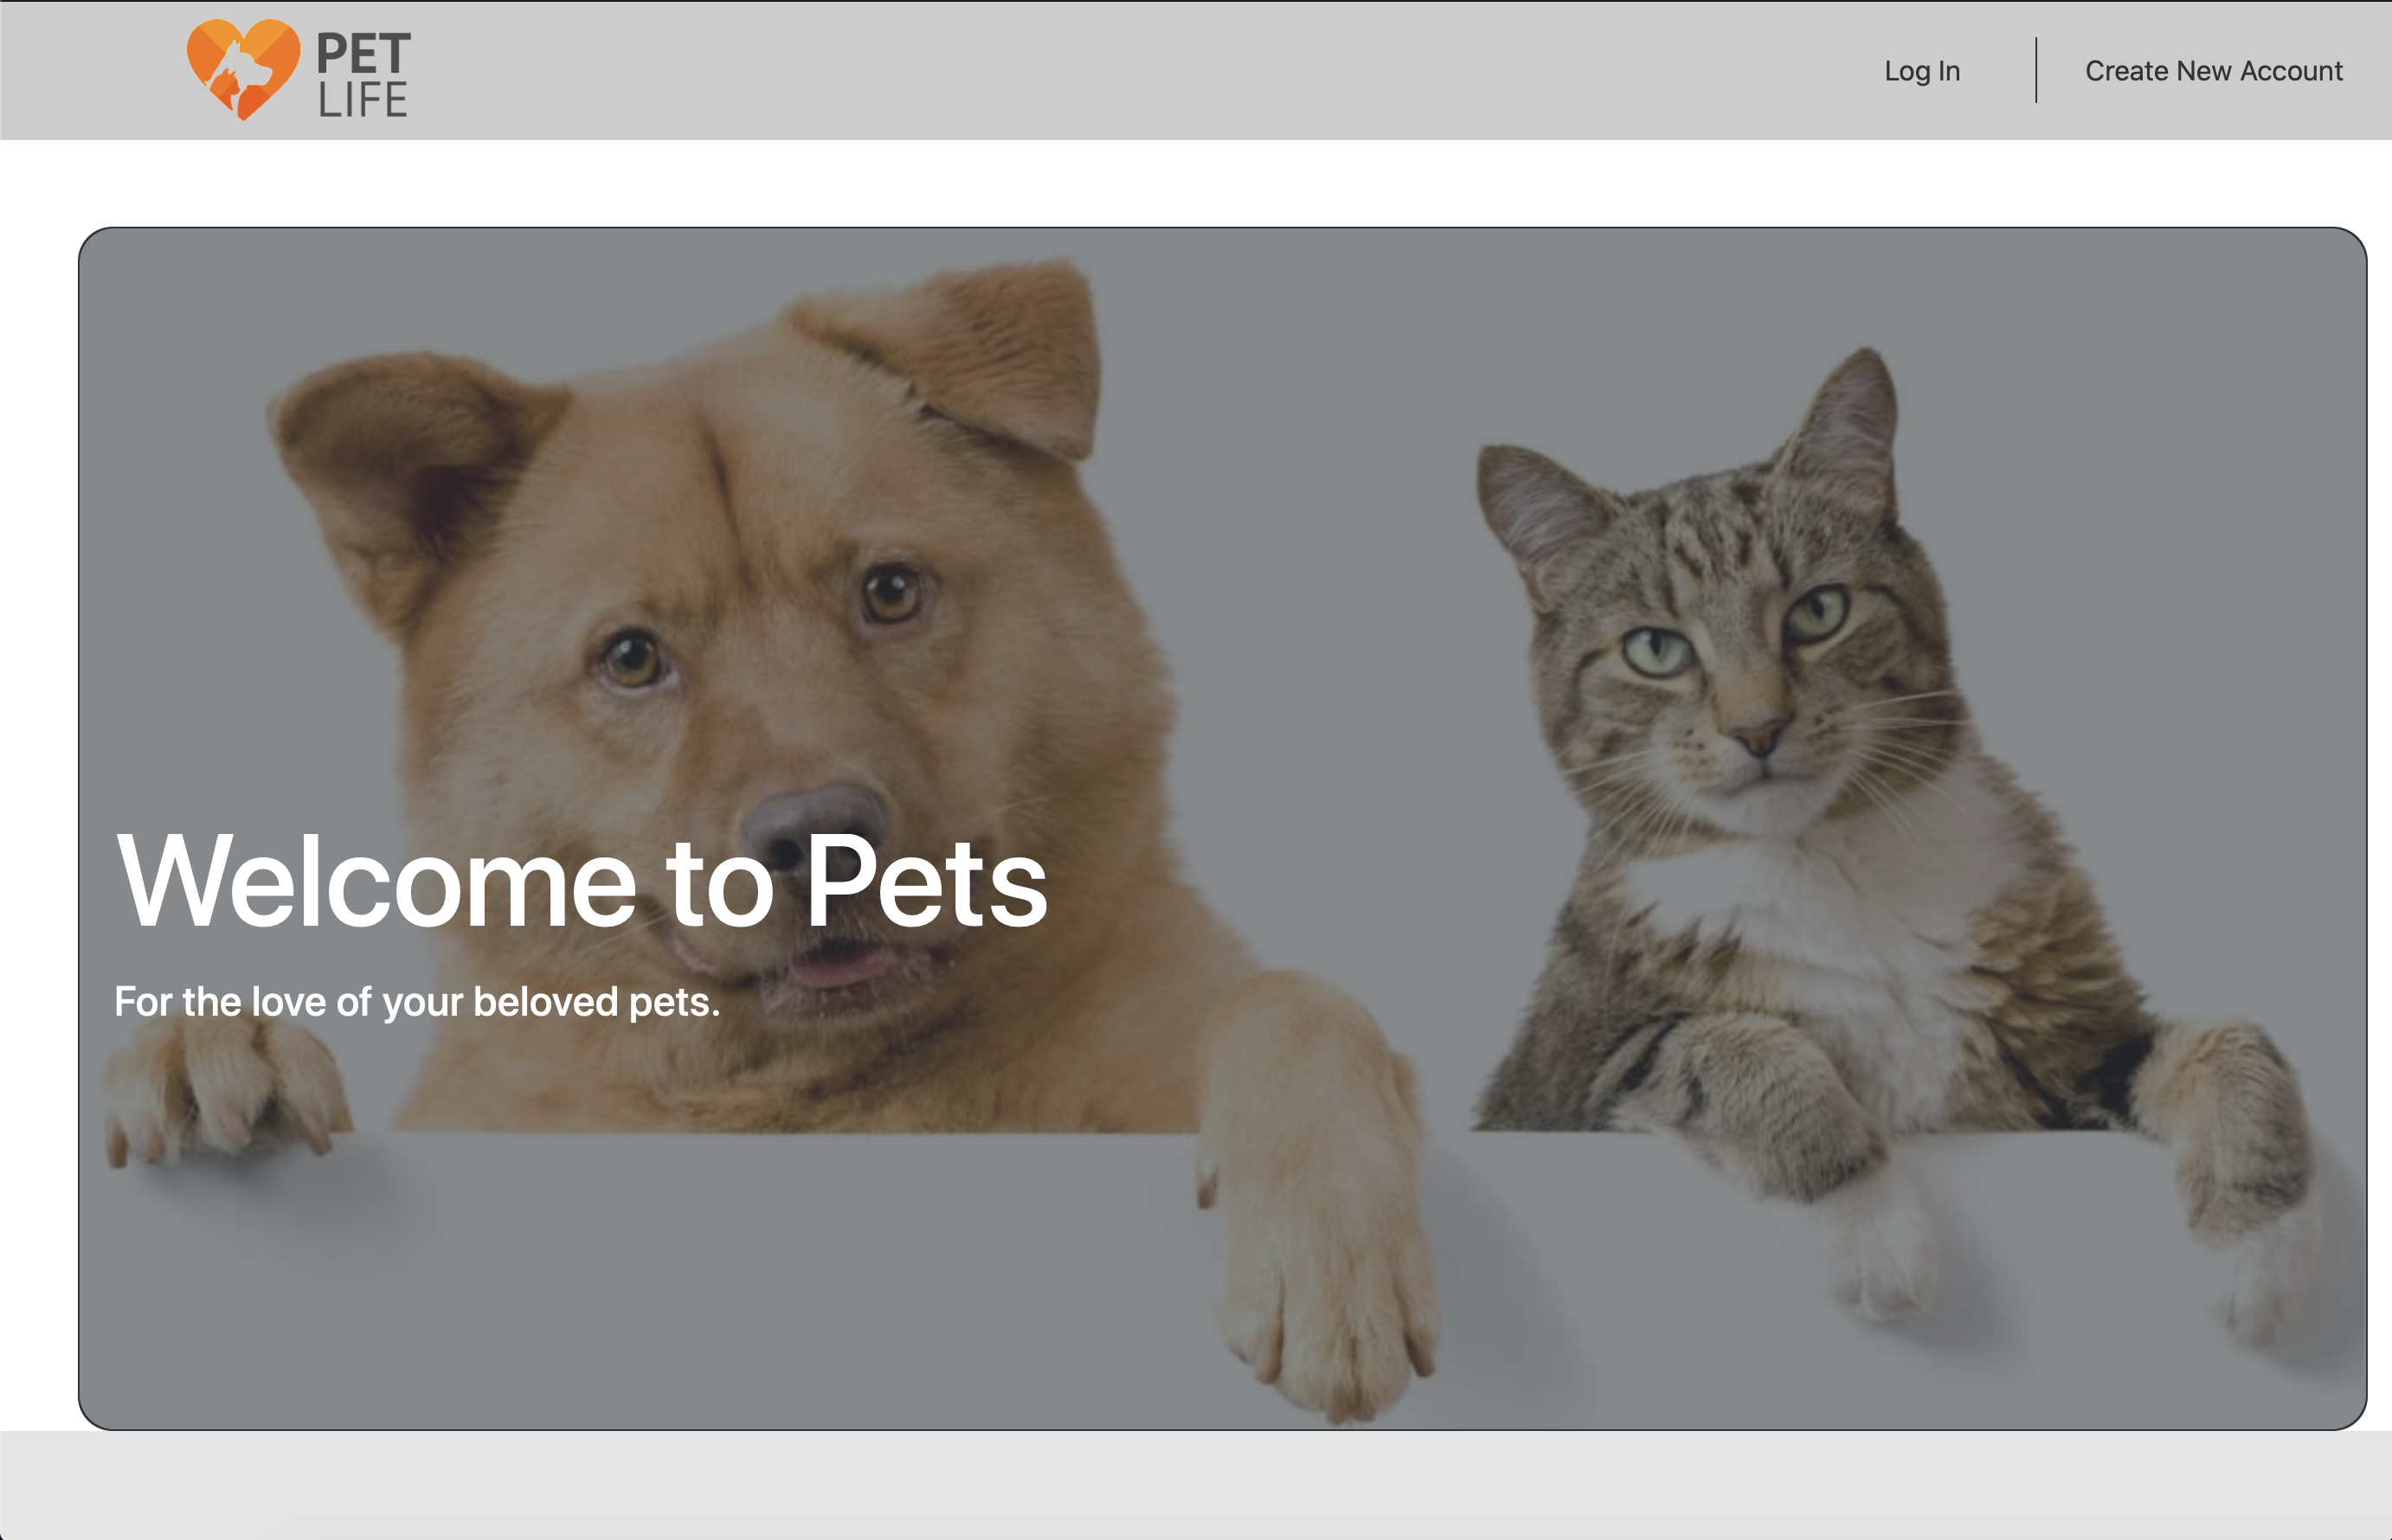 PET
LIFE
Log In
Create New Account
Welcome to Pets
For the love of your beloved pets.